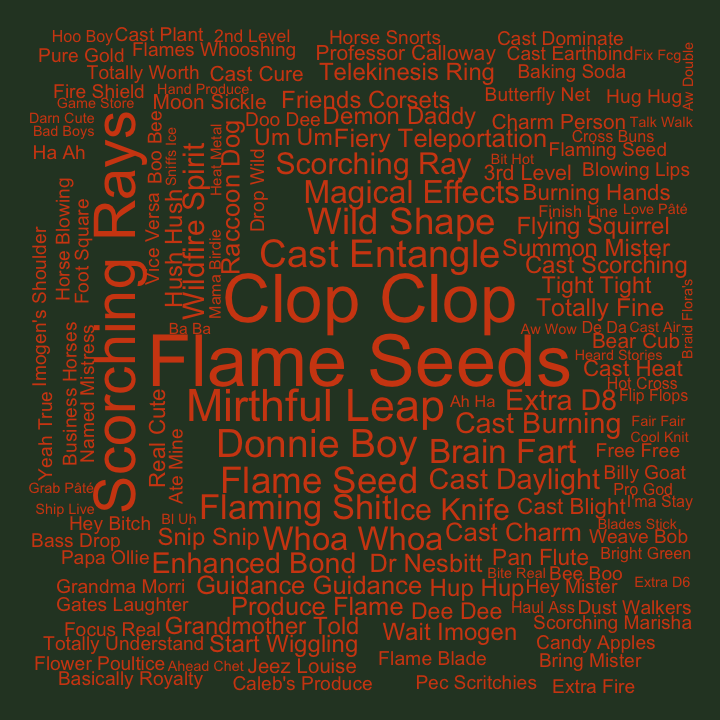 Hoo Boy
Cast Plant
2nd Level
Horse Snorts
Cast Dominate
Pure Gold
Flames Whooshing
Professor Calloway
Cast Earthbind
Fix Fcg
Aw Double
Totally Worth
Cast Cure
Telekinesis Ring
Baking Soda
Fire Shield
Hand Produce
Game Store
Moon Sickle
Friends Corsets
Butterfly Net
Hug Hug
Darn Cute
Bad Boys
Doo Dee
Demon Daddy
Charm Person
Talk Walk
Cross Buns
Um Um
Fiery Teleportation
Flaming Seed
Ha Ah
Scorching Rays
Vice Versa
Boo Bee
Sniffs Ice
Hush Hush
Wildfire Spirit
Heat Metal
Mama Birdie
Raccoon Dog
Drop Wild
Scorching Ray
Bit Hot
3rd Level
Blowing Lips
Magical Effects
Burning Hands
Finish Line
Love Pâté
Wild Shape
Flying Squirrel
Horse Blowing
Foot Square
Imogen's Shoulder
Cast Entangle
Summon Mister
Cast Scorching
Clop Clop
Tight Tight
Totally Fine
Braid Flora's
Ba Ba
Aw Wow
De Da
Cast Air
Bear Cub
Heard Stories
Flame Seeds
Cast Heat
Hot Cross
Business Horses
Named Mistress
Yeah True
Real Cute
Ate Mine
Mirthful Leap
Ah Ha
Extra D8
Flip Flops
Cast Burning
Fair Fair
Cool Knit
Donnie Boy
Brain Fart
Free Free
Flame Seed
Cast Daylight
Billy Goat
Grab Pâté
Pro God
I'ma Stay
Ship Live
Flaming Shit
Ice Knife
Cast Blight
Hey Bitch
Bl Uh
Blades Stick
Bass Drop
Snip Snip
Whoa Whoa
Cast Charm
Weave Bob
Papa Ollie
Enhanced Bond
Dr Nesbitt
Pan Flute
Bright Green
Bite Real
Bee Boo
Grandma Morri
Guidance Guidance
Hup Hup
Hey Mister
Extra D6
Gates Laughter
Produce Flame
Dee Dee
Haul Ass
Dust Walkers
Focus Real
Grandmother Told
Wait Imogen
Scorching Marisha
Totally Understand
Start Wiggling
Candy Apples
Flower Poultice
Ahead Chet
Jeez Louise
Flame Blade
Bring Mister
Basically Royalty
Caleb's Produce
Pec Scritchies
Extra Fire